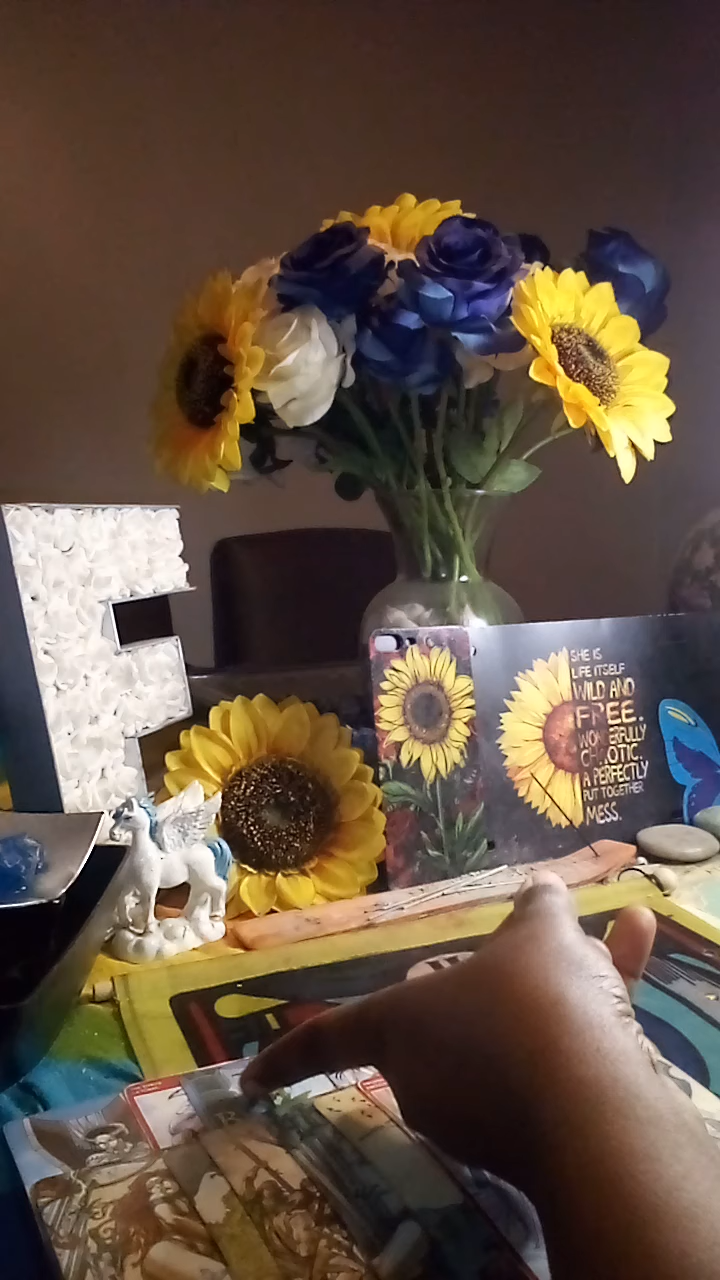 E
SHE IS
LIFE ITSELF
WILD AND
FREE.
WONDERFULLY
CHAOTIC.
A PERFECTLY
PUT TOGETHER
MESS.